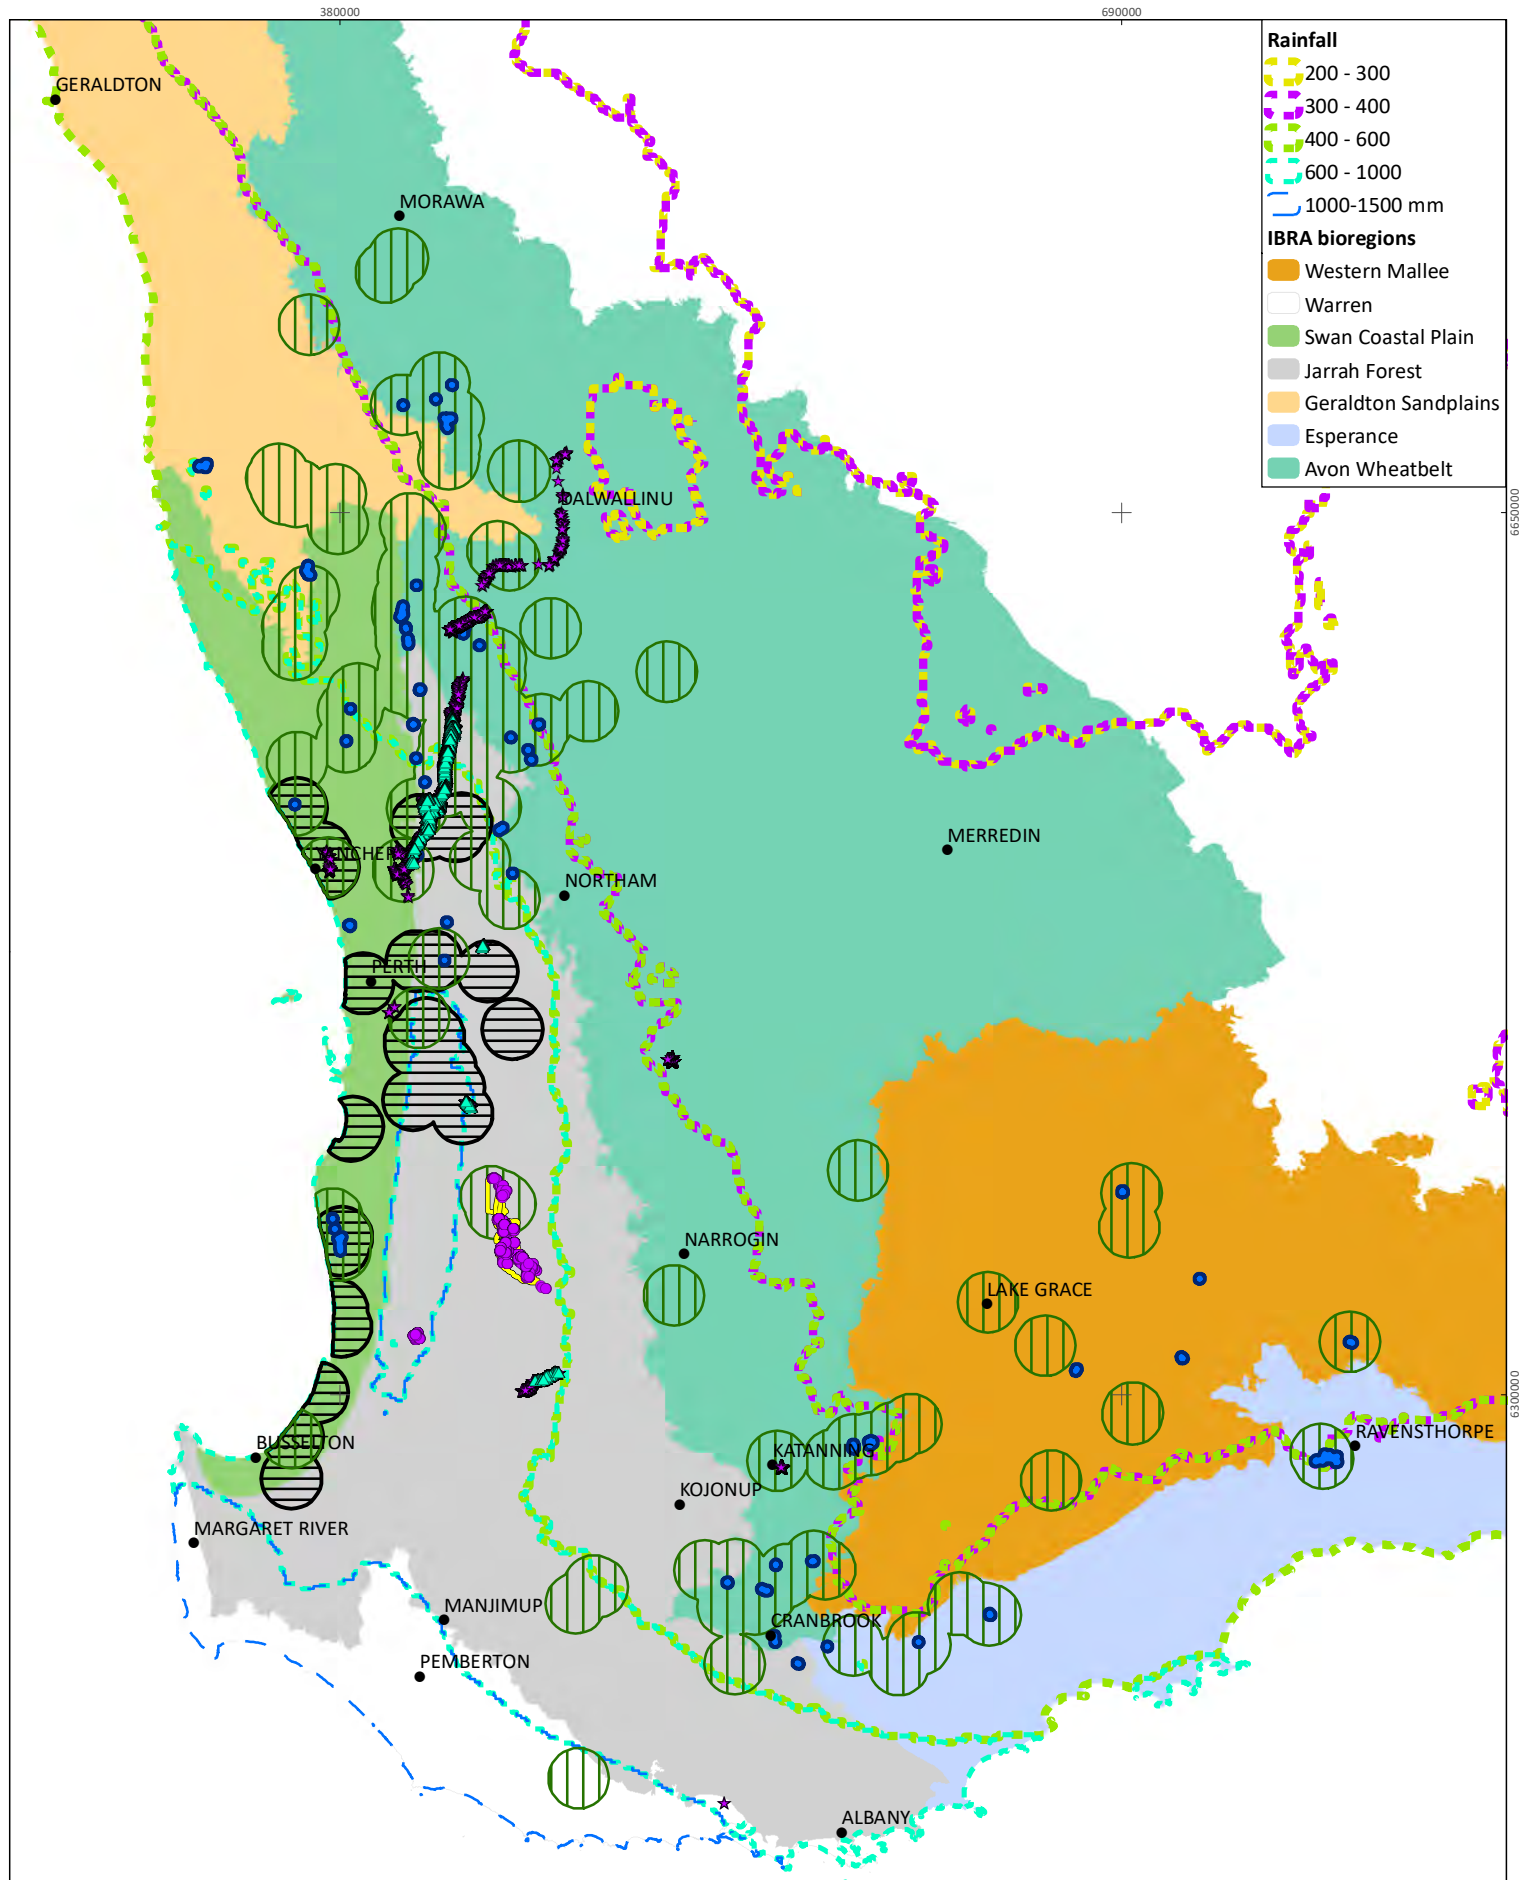 380000
690000
Rainfall
200 - 300
300 - 400
400 - 600
600 - 1000
1000-1500 mm
IBRA bioregions
Western Mallee
Warren
Swan Coastal Plain
Jarrah Forest
Geraldton Sandplains
Esperance
Avon Wheatbelt
GERALDTON
MORAWA
DALWALLINU
6650000
MERREDIN
NORTHAM
PERTH
NARROGIN
LAKE GRACE
6300000
BUSSELTON
KATANNING
RAVENSTHORPE
KOJONUP
MARGARET RIVER
MANJIMUP
CRANBROOK
PEMBERTON
ALBANY